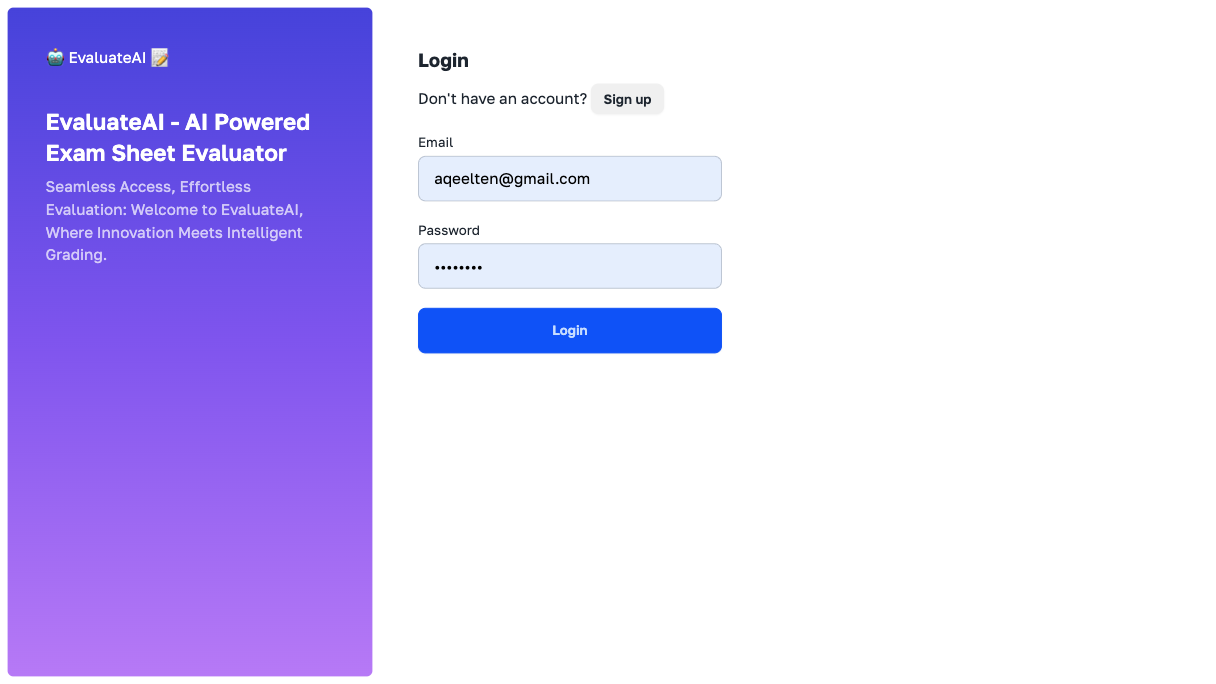 🤖 EvaluateAI 📝
EvaluateAI - AI Powered
Exam Sheet Evaluator
Seamless Access, Effortless
Evaluation: Welcome to EvaluateAI,
Where Innovation Meets Intelligent
Grading.
Login
Don't have an account? Sign up
Email
aqeelten@gmail.com
Password
••••••••
Login